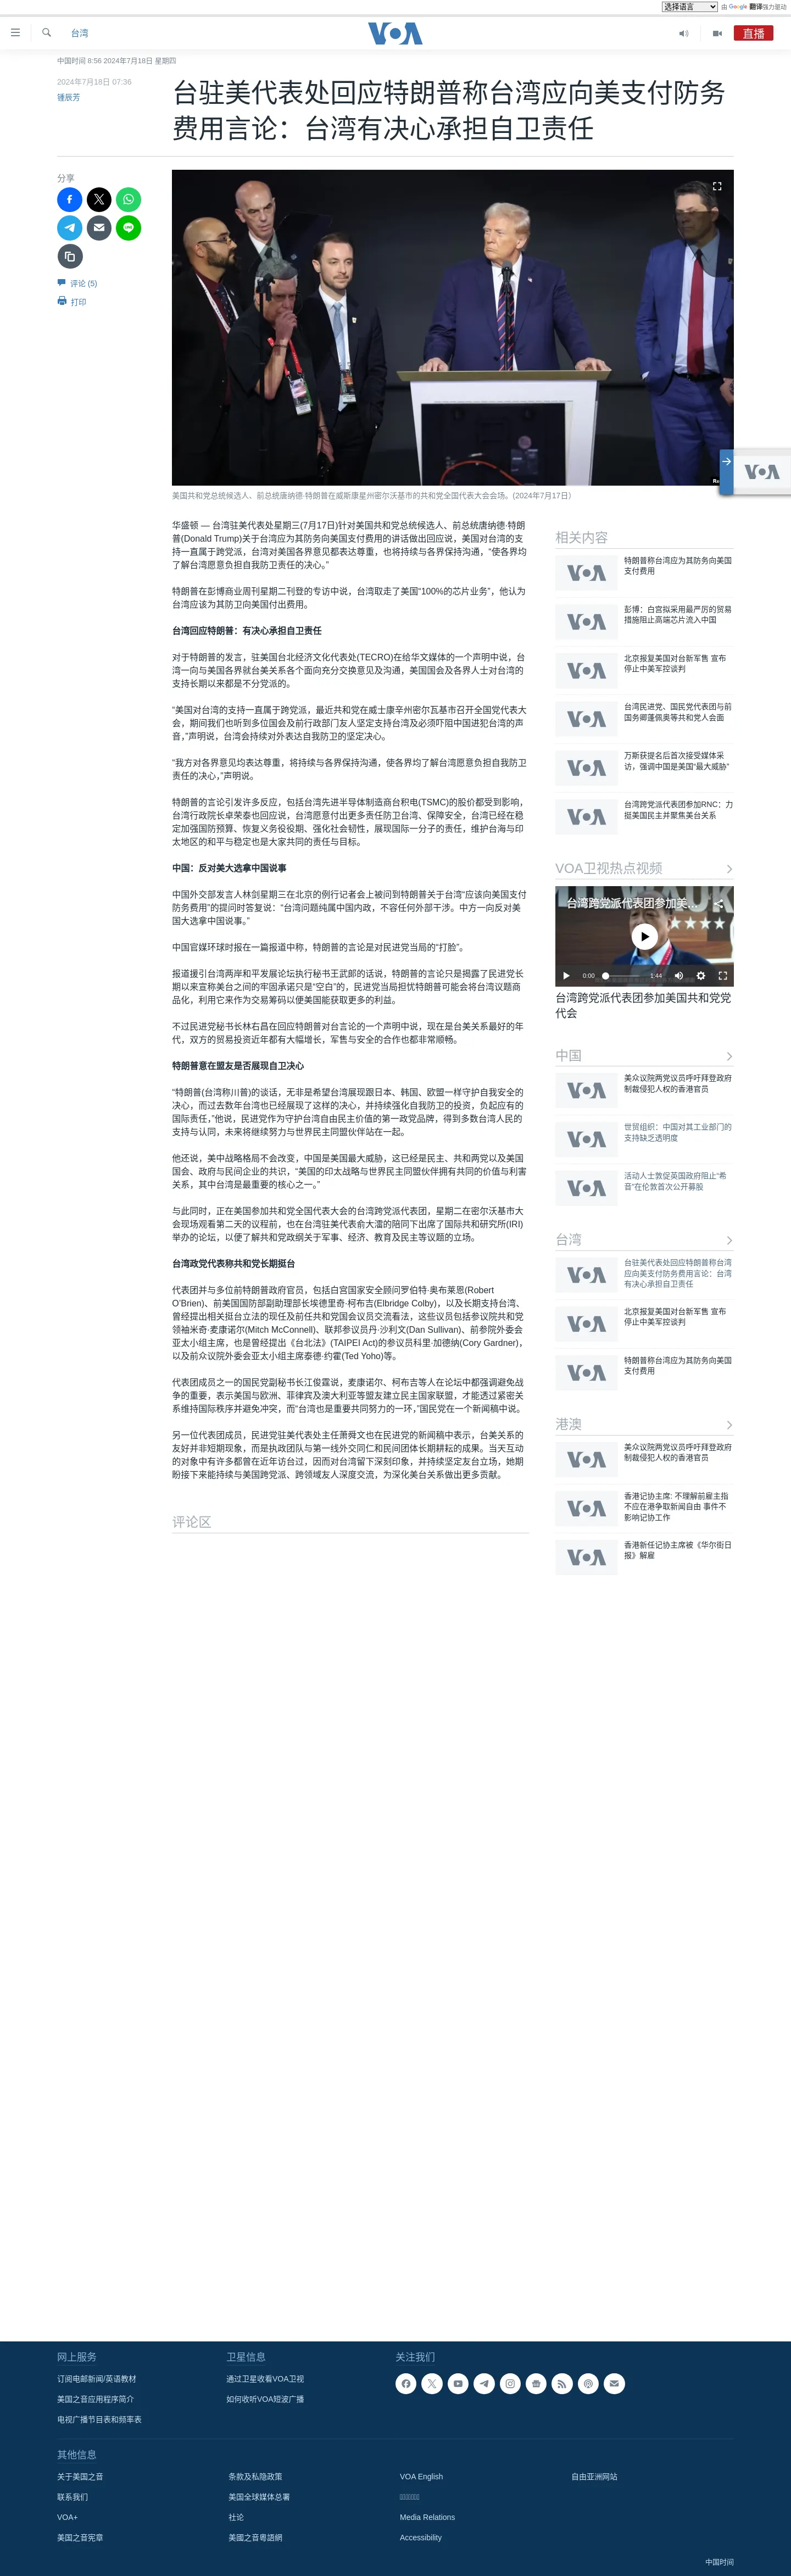 选择语言 由 Google 翻译强力驱动
台湾
VOA
直播
中国时间 8:56 2024年7月18日 星期四
2024年7月18日 07:36
锺辰芳
台驻美代表处回应特朗普称台湾应向美支付防务
费用言论：台湾有决心承担自卫责任
分享
评论 (5)
打印
美国共和党总统候选人、前总统唐纳德·特朗普在威斯康星州密尔沃基市的共和党全国代表大会会场。(2024年7月17日)
华盛顿 — 台湾驻美代表处星期三(7月17日)针对美国共和党总统候选人、前总统唐纳德·特朗
普(Donald Trump)关于台湾应为其防务向美国支付费用的讲话做出回应说，美国对台湾的支
持一直属于跨党派，台湾对美国各界意见都表达尊重，也将持续与各界保持沟通，“使各界均
了解台湾愿意负担自我防卫责任的决心。”
特朗普在彭博商业周刊星期二刊登的专访中说，台湾取走了美国“100%的芯片业务”，他认为
台湾应该为其防卫向美国付出费用。
台湾回应特朗普：有决心承担自卫责任
对于特朗普的发言，驻美国台北经济文化代表处(TECRO)在给华文媒体的一个声明中说，台
湾一向与美国各界就台美关系各个面向充分交换意见及沟通，美国国会及各界人士对台湾的
支持长期以来都是不分党派的。
“美国对台湾的支持一直属于跨党派，最近共和党在威士康辛州密尔瓦基市召开全国党代表大
会，期间我们也听到多位国会及前行政部门友人坚定支持台湾及必须吓阻中国进犯台湾的声
音，”声明说，台湾会持续对外表达自我防卫的坚定决心。
“我方对各界意见均表达尊重，将持续与各界保持沟通，使各界均了解台湾愿意负担自我防卫
责任的决心，”声明说。
特朗普的言论引发许多反应，包括台湾先进半导体制造商台积电(TSMC)的股价都受到影响，
台湾行政院长卓荣泰也回应说，台湾愿意付出更多责任防卫台湾、保障安全，台湾已经在稳
定加强国防预算、恢复义务役役期、强化社会韧性，展现国际一分子的责任，维护台海与印
太地区的和平与稳定也是大家共同的责任与目标。
中国：反对美大选拿中国说事
中国外交部发言人林剑星期三在北京的例行记者会上被问到特朗普关于台湾“应该向美国支付
防务费用”的提问时答复说：“台湾问题纯属中国内政，不容任何外部干涉。中方一向反对美
国大选拿中国说事。”
中国官媒环球时报在一篇报道中称，特朗普的言论是对民进党当局的“打脸”。
报道援引台湾两岸和平发展论坛执行秘书王武郎的话说，特朗普的言论只是揭露了民进党长
期以来宣称美台之间的牢固承诺只是“空白”的，民进党当局担忧特朗普可能会将台湾议题商
品化，利用它来作为交易筹码以便美国能获取更多的利益。
不过民进党秘书长林右昌在回应特朗普对台言论的一个声明中说，现在是台美关系最好的年
代，双方的贸易投资近年都有大幅增长，军售与安全的合作也都非常顺畅。
特朗普意在盟友是否展现自卫决心
“特朗普(台湾称川普)的谈话，无非是希望台湾展现跟日本、韩国、欧盟一样守护自我安全的
决心，而过去数年台湾也已经展现了这样的决心，并持续强化自我防卫的投资，负起应有的
国际责任，”他说，民进党作为守护台湾自由民主价值的第一政党品牌，得到多数台湾人民的
支持与认同，未来将继续努力与世界民主同盟伙伴站在一起。
他还说，美中战略格局不会改变，中国是美国最大威胁，这已经是民主、共和两党以及美国
国会、政府与民间企业的共识，“美国的印太战略与世界民主同盟伙伴拥有共同的价值与利害
关系，其中台湾是最重要的核心之一。”
与此同时，正在美国参加共和党全国代表大会的台湾跨党派代表团，星期二在密尔沃基市大
会现场观看第二天的议程前，也在台湾驻美代表俞大㵢的陪同下出席了国际共和研究所(IRI)
举办的论坛，以便了解共和党政纲关于军事、经济、教育及民主等议题的立场。
台湾政党代表称共和党长期挺台
代表团并与多位前特朗普政府官员，包括白宫国家安全顾问罗伯特·奥布莱恩(Robert
O’Brien)、前美国国防部副助理部长埃德里奇·柯布吉(Elbridge Colby)，以及长期支持台湾、
曾经提出相关挺台立法的现任及前任共和党国会议员交流看法，这些议员包括参议院共和党
领袖米奇·麦康诺尔(Mitch McConnell)、联邦参议员丹·沙利文(Dan Sullivan)、前参院外委会
亚太小组主席，也是曾经提出《台北法》(TAIPEI Act)的参议员科里·加德纳(Cory Gardner)，
以及前众议院外委会亚太小组主席泰德·约霍(Ted Yoho)等。
代表团成员之一的国民党副秘书长江俊霆说，麦康诺尔、柯布吉等人在论坛中都强调避免战
争的重要，表示美国与欧洲、菲律宾及澳大利亚等盟友建立民主国家联盟，才能透过紧密关
系维持国际秩序并避免冲突，而“台湾也是重要共同努力的一环，”国民党在一个新闻稿中说。
另一位代表团成员，民进党驻美代表处主任萧舜文也在民进党的新闻稿中表示，台美关系的
友好并非短期现象，而是执政团队与第一线外交同仁和民间团体长期耕耘的成果。当天互动
的对象中有许多都曾在近年访台过，因而对台湾留下深刻印象，并持续坚定友台立场，她期
盼接下来能持续与美国跨党派、跨领域友人深度交流，为深化美台关系做出更多贡献。
评论区
相关内容
特朗普称台湾应为其防务向美国
支付费用
彭博：白宫拟采用最严厉的贸易
措施阻止高端芯片流入中国
北京报复美国对台新军售 宣布
停止中美军控谈判
台湾民进党、国民党代表团与前
国务卿蓬佩奥等共和党人会面
万斯获提名后首次接受媒体采
访，强调中国是美国“最大威胁”
台湾跨党派代表团参加RNC：力
挺美国民主并聚焦美台关系
VOA卫视热点视频
台湾跨党派代表团参加美...
0:00 1:44
台湾跨党派代表团参加美国共和党党
代会
中国
美众议院两党议员呼吁拜登政府
制裁侵犯人权的香港官员
世贸组织：中国对其工业部门的
支持缺乏透明度
活动人士敦促英国政府阻止“希
音”在伦敦首次公开募股
台湾
台驻美代表处回应特朗普称台湾
应向美支付防务费用言论：台湾
有决心承担自卫责任
北京报复美国对台新军售 宣布
停止中美军控谈判
特朗普称台湾应为其防务向美国
支付费用
港澳
美众议院两党议员呼吁拜登政府
制裁侵犯人权的香港官员
香港记协主席: 不理解前雇主指
不应在港争取新闻自由 事件不
影响记协工作
香港新任记协主席被《华尔街日
报》解雇
网上服务
订阅电邮新闻/英语教材
美国之音应用程序简介
电视广播节目表和频率表
卫星信息
通过卫星收看VOA卫视
如何收听VOA短波广播
关注我们
其他信息
关于美国之音
联系我们
VOA+
美国之音宪章
条款及私隐政策
美国全球媒体总署
社论
美國之音粵語網
VOA English
Media Relations
Accessibility
自由亚洲网站
中国时间